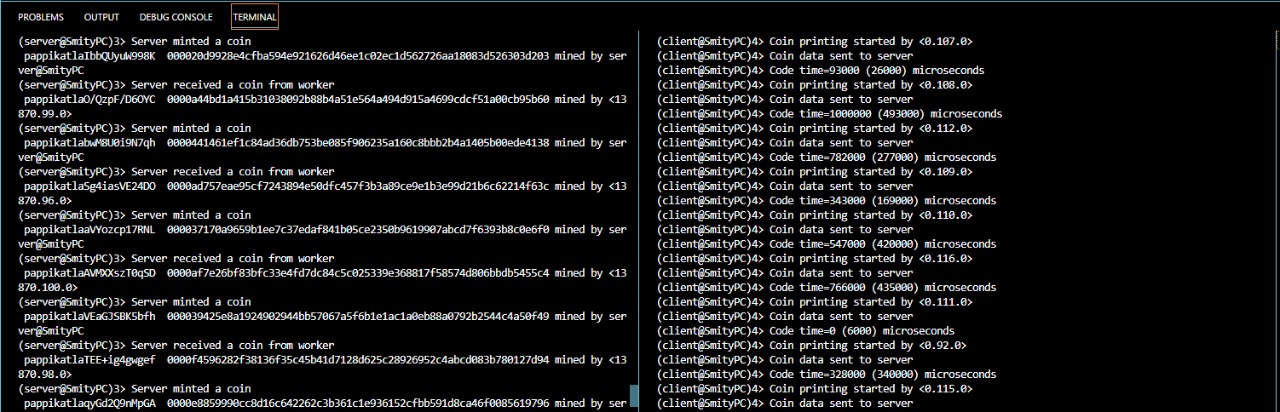 PROBLEMS OUTPUT DEBUG CONSOLE TERMINAL
(server@SmityPC)3> Server minted a coin
pappikatlaIbbQUyuW998K 000020d9928e4cfba594e921626d46ee1c02ec1d562726aa18083d526303d203 mined by ser
ver@SmityPC
(server@SmityPC)3> Server received a coin from worker
pappikatlaO/QzpF/D6OYC 0000a44bd1a415b31038092b88b4a51e564a494d915a4699cdcf51a00cb95b60 mined by <13
870.99.0>
(server@SmityPC)3> Server minted a coin
pappikatlabwM8U0i9N7qh 0000441461ef1c84ad36db753be085f906235a160c8bbb2b4a1405b00ede4138 mined by ser
ver@SmityPC
(server@SmityPC)3> Server received a coin from worker
pappikatlaSg4iasVE24DO 0000ad757eae95cf7243894e50dfc457f3b3a89ce9e1b3e99d21b6c62214f63c mined by <13
870.96.0>
(server@SmityPC)3> Server minted a coin
pappikatlaaVYozcp17RNL 000037170a9659b1ee7c37edaf841b05ce2350b9619907abcd7f6393b8c0e6f0 mined by ser
ver@SmityPC
(server@SmityPC)3> Server received a coin from worker
pappikatlaAVMXXszT0qSD 0000af7e26bf83bfc33e4fd7dc84c5c025339e368817f58574d806bbdb5455c4 mined by <13
870.100.0>
(server@SmityPC)3> Server minted a coin
pappikatlaVEaGJSBK5bfh 000039425e8a1924902944bb57067a5f6b1e1ac1a0eb88a0792b2544c4a50f49 mined by ser
ver@SmityPC
(server@SmityPC)3> Server received a coin from worker
pappikatlaTEE+ig4gwgef 0000f4596282f38136f35c45b41d7128d625c28926952c4abcd083b780127d94 mined by <13
870.98.0>
(server@SmityPC)3> Server minted a coin
pappikatlaqyGd2Q9nMpGA 0000e8859990cc8d16c642262c3b361c1e936152cfbb591d8ca46f0085619796 mined by ser
(client@SmityPC)4> Coin printing started by <0.107.0>
(client@SmityPC)4> Coin data sent to server
(client@SmityPC)4> Code time=93000 (26000) microseconds
(client@SmityPC)4> Coin printing started by <0.108.0>
(client@SmityPC)4> Coin data sent to server
(client@SmityPC)4> Code time=1000000 (493000) microseconds
(client@SmityPC)4> Coin printing started by <0.112.0>
(client@SmityPC)4> Coin data sent to server
(client@SmityPC)4> Code time=782000 (277000) microseconds
(client@SmityPC)4> Coin printing started by <0.109.0>
(client@SmityPC)4> Coin data sent to server
(client@SmityPC)4> Code time=343000 (169000) microseconds
(client@SmityPC)4> Coin printing started by <0.110.0>
(client@SmityPC)4> Coin data sent to server
(client@SmityPC)4> Code time=547000 (420000) microseconds
(client@SmityPC)4> Coin printing started by <0.116.0>
(client@SmityPC)4> Coin data sent to server
(client@SmityPC)4> Code time=766000 (435000) microseconds
(client@SmityPC)4> Coin printing started by <0.111.0>
(client@SmityPC)4> Coin data sent to server
(client@SmityPC)4> Code time=0 (6000) microseconds
(client@SmityPC)4> Coin printing started by <0.92.0>
(client@SmityPC)4> Coin data sent to server
(client@SmityPC)4> Code time=328000 (340000) microseconds
(client@SmityPC)4> Coin printing started by <0.115.0>
(client@SmityPC)4> Coin data sent to server